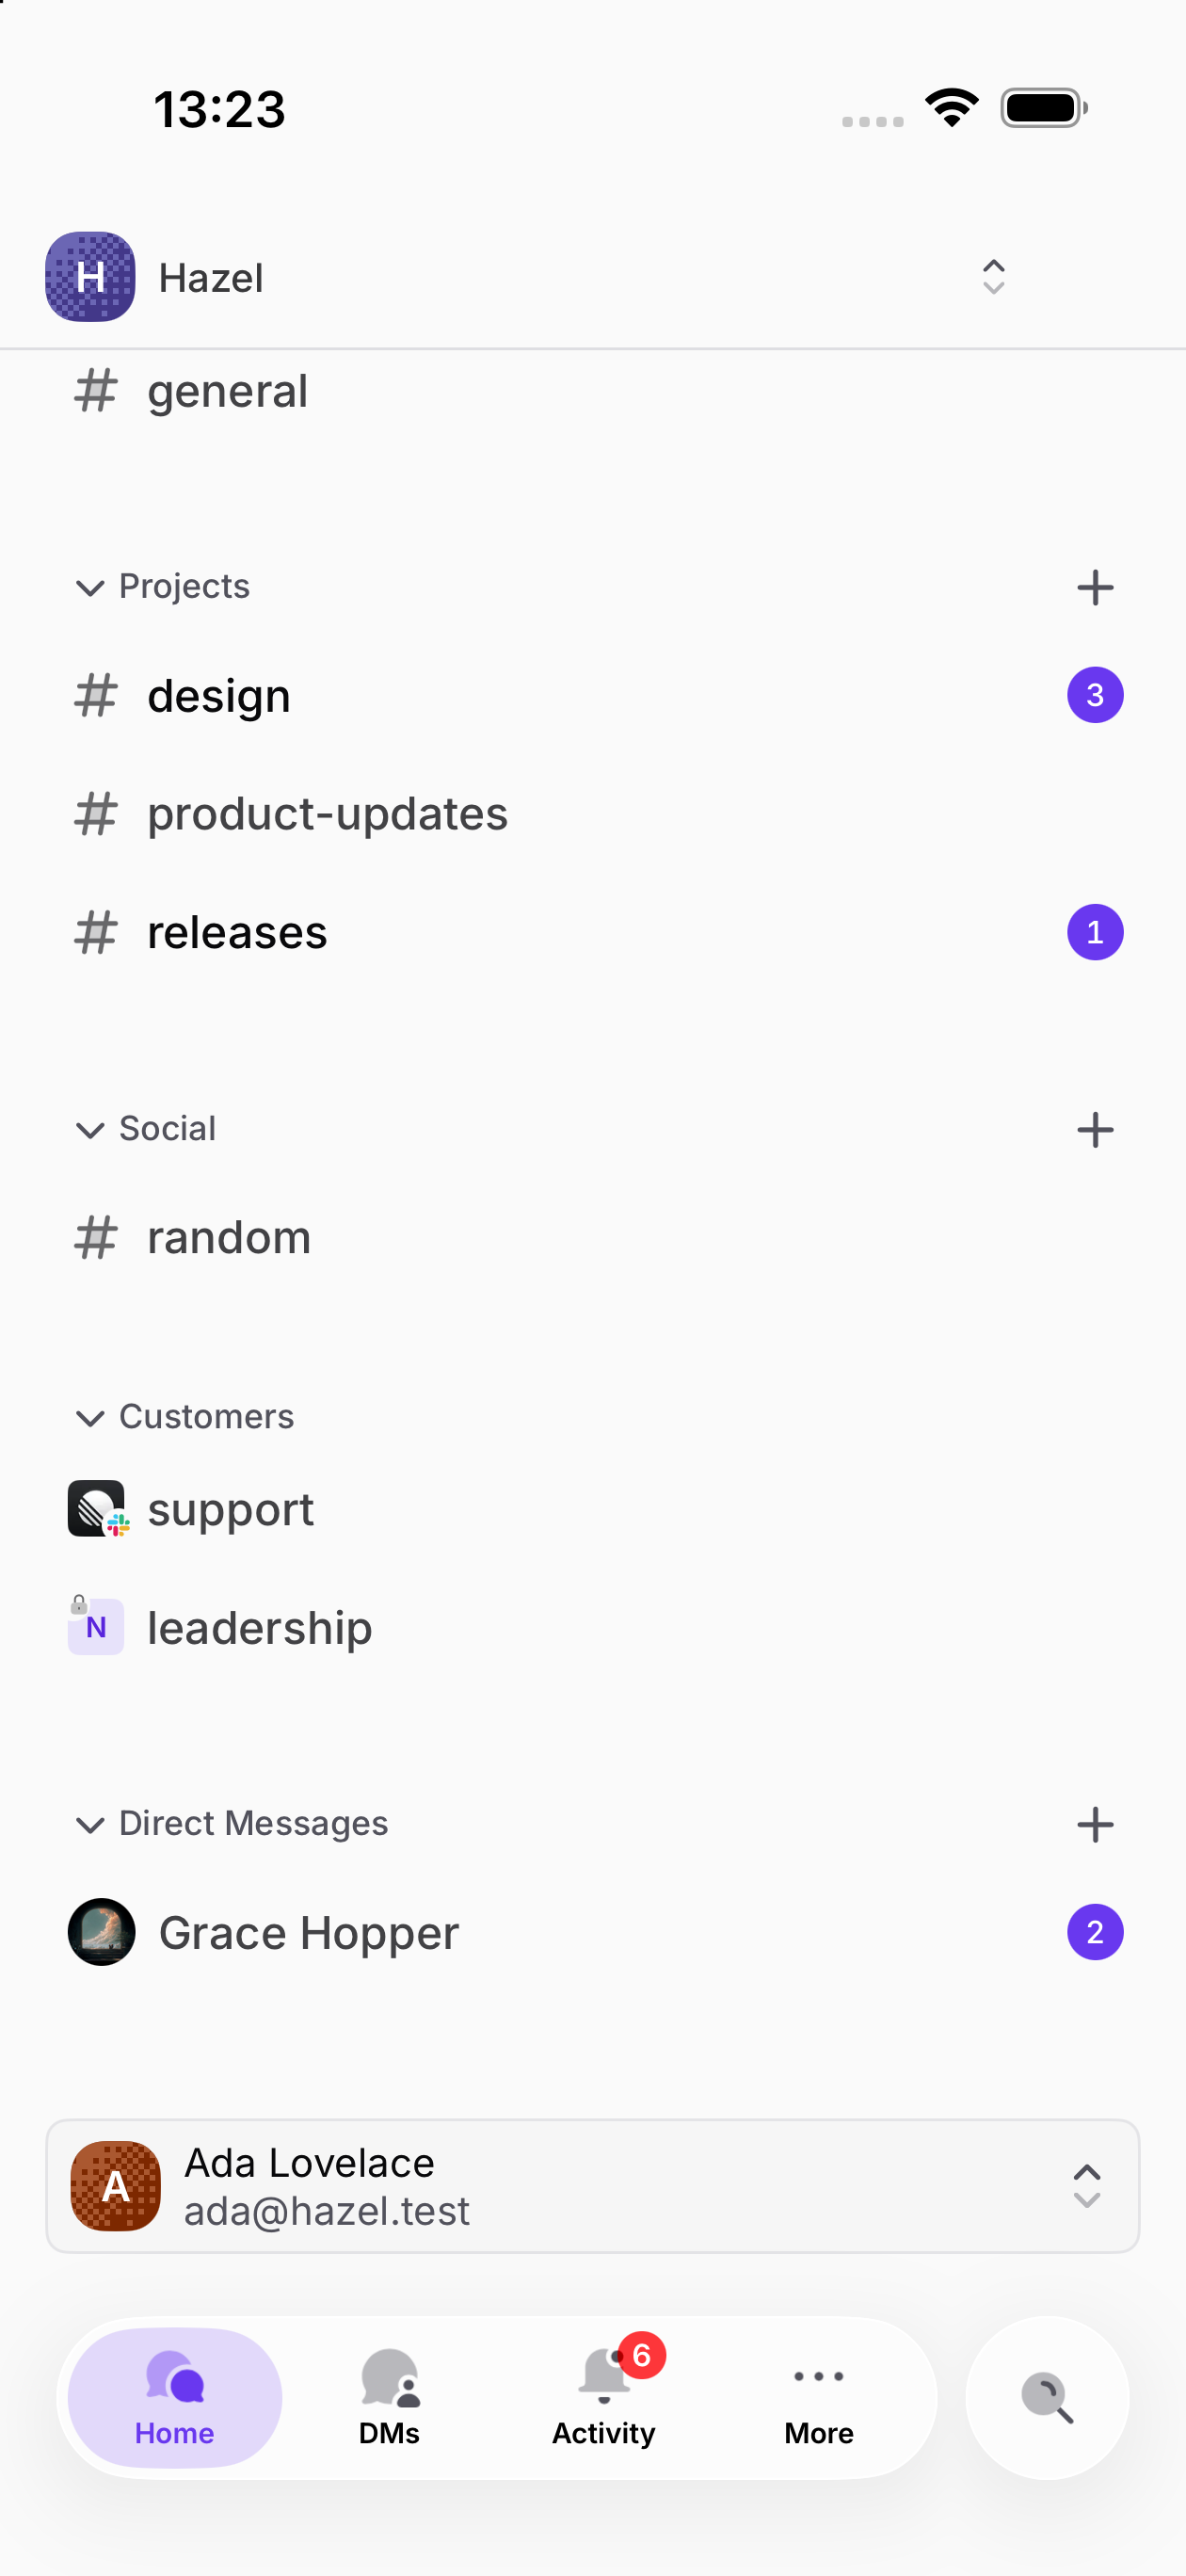 13:23
H Hazel
# general
Projects
# design 3
# product-updates
# releases 1
Social
# random
Customers
support
N leadership
Direct Messages
Grace Hopper 2
A Ada Lovelace
ada@hazel.test
6
Home DMs Activity More